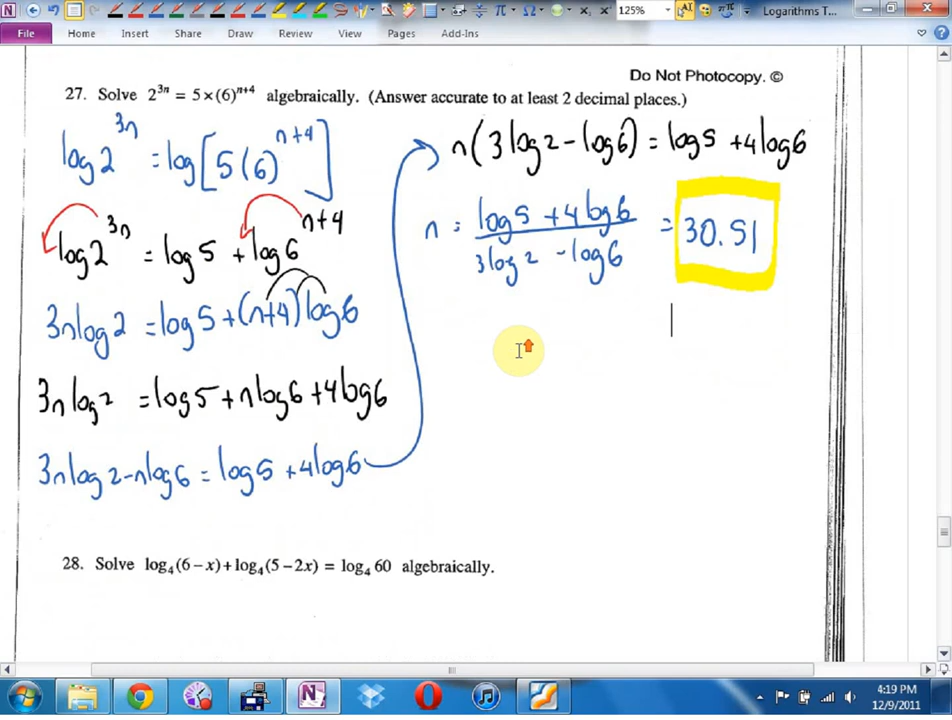 125%
Logarithms T...
File Home Insert Share Draw Review View Pages Add-Ins
Do Not Photocopy. ©
27. Solve 2^{3n} = 5×(6)^{n+4} algebraically. (Answer accurate to at least 2 decimal places.)
log 2^{3n} = log[5(6)^{n+4}]
log 2^{3n} = log 5 + log 6^{n+4}
3n log 2 = log 5 + (n+4) log 6
3n log 2 = log 5 + n log 6 + 4 log 6
3n log 2 - n log 6 = log 5 + 4 log 6
n(3 log 2 - log 6) = log 5 + 4 log 6
n = (log 5 + 4 log 6)/(3 log 2 - log 6) = 30.51
28. Solve log₄(6-x)+log₄(5-2x) = log₄ 60 algebraically.
4:19 PM
12/9/2011